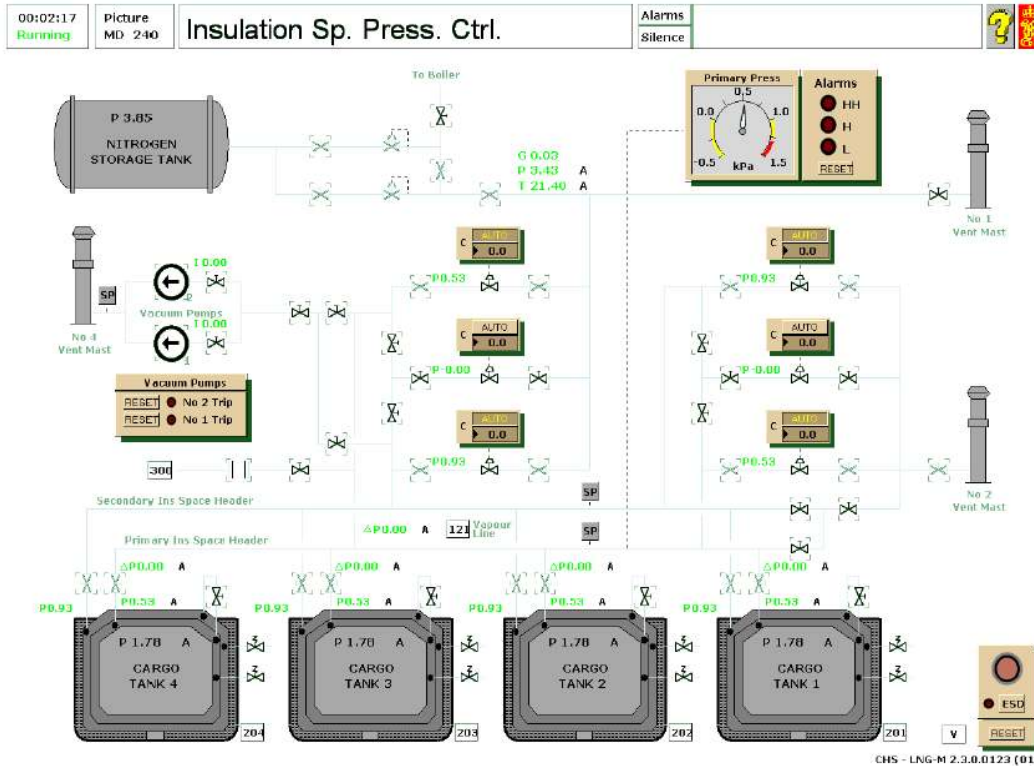 00:02:17
Running
Picture
MD 240
Insulation Sp. Press. Ctrl.
Alarms
Silence
?
To Boiler
P 3.85
NITROGEN
STORAGE TANK
G 0.03
P 3.43 A
T 21.40 A
Primary Press
0.0
0,5
1.0
-0.5
kPa
1.5
Alarms
HH
H
L
RESET
No 1
Vent Mast
No 4
Vent Mast
SP
I 0.00
2
Vacuum Pumps
I 0.00
1
Vacuum Pumps
RESET No 2 Trip
RESET No 1 Trip
C AUTO
0.0
P0.53
C AUTO
0.0
P-0.00
C AUTO
0.0
P0.93
C AUTO
0.0
P0.93
C AUTO
0.0
P-0.00
C AUTO
0.0
P0.53
No 2
Vent Mast
300
Secondary Ins Space Header
SP
△P0.00 A
121 Vapour
Line
SP
Primary Ins Space Header
△P0.00 A
△P0.00 A
△P0.00 A
△P0.00 A
P0.93 P0.53 A
P0.93 P0.53 A
P0.93 P0.53 A
P0.93 P0.53 A
P 1.78 A
CARGO
TANK 4
204
P 1.78 A
CARGO
TANK 3
203
P 1.78 A
CARGO
TANK 2
202
P 1.78 A
CARGO
TANK 1
201
V
ESD
RESET
CHS - LNG-M 2.3.0.0123 (01